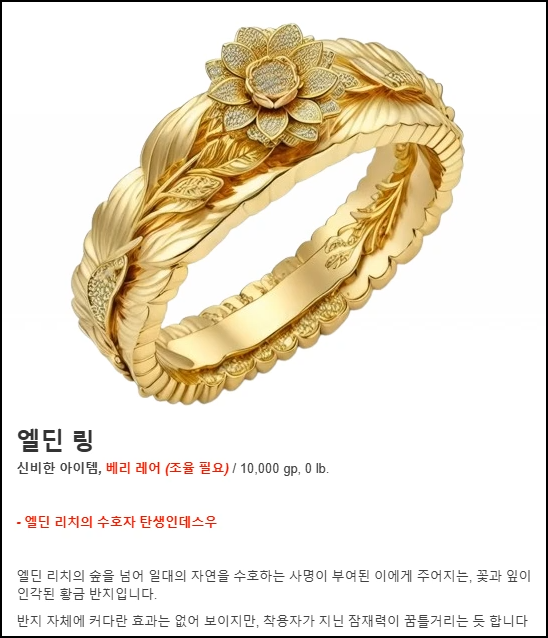 엘딘 링
신비한 아이템, 베리 레어 (조율 필요) / 10,000 gp, 0 lb.
- 엘딘 리치의 수호자 탄생인데스우
엘딘 리치의 숲을 넘어 일대의 자연을 수호하는 사명이 부여된 이에게 주어지는, 꽃과 잎이
인각된 황금 반지입니다.
반지 자체에 커다란 효과는 없어 보이지만, 착용자가 지닌 잠재력이 꿈틀거리는 듯 합니다